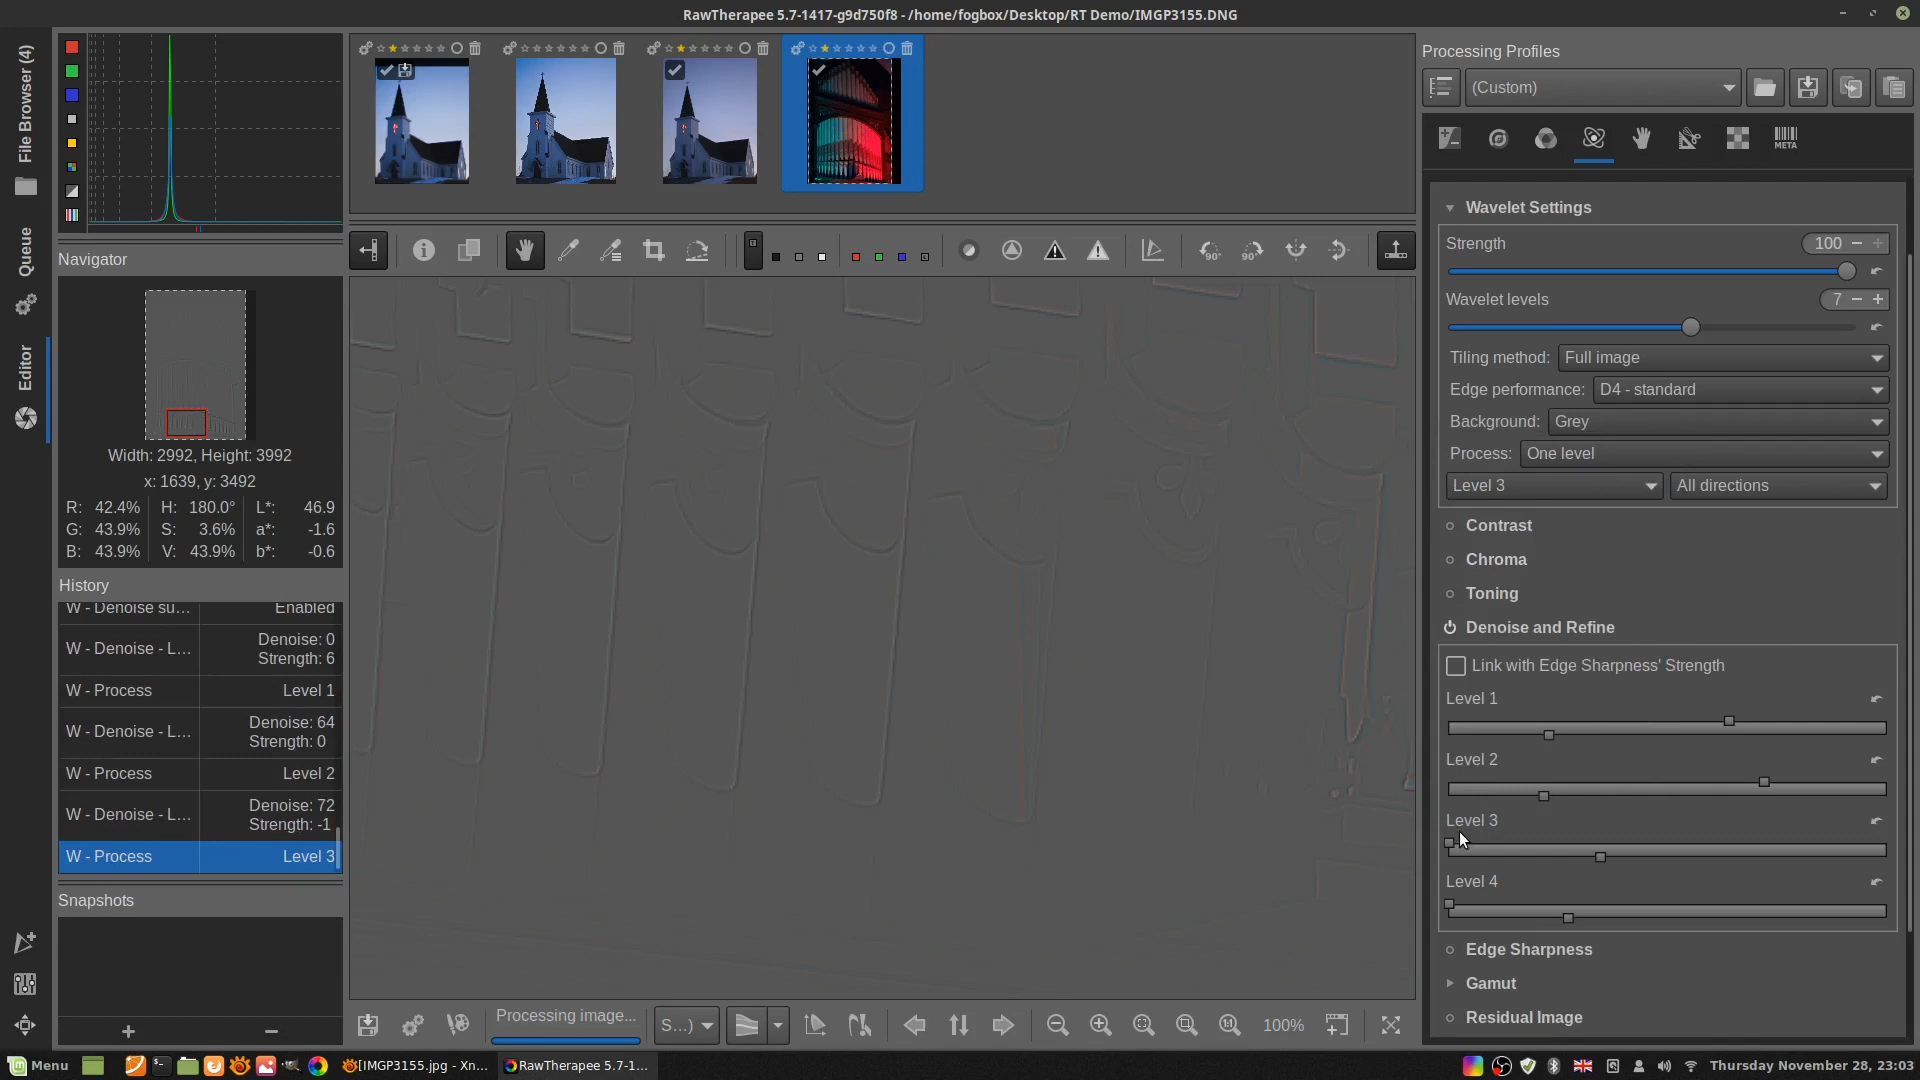 RawTherapee 5.7-1417-g9d750f8 - /home/fogbox/Desktop/RT Demo/IMGP3155.DNG
File Browser (4)
Queue
Editor
Navigator
Width: 2992, Height: 3992
x: 1639, y: 3492
R: 42.4% H: 180.0° L*: 46.9
G: 43.9% S: 3.6% a*: -1.6
B: 43.9% V: 43.9% b*: -0.6
History
W - Denoise su... Enabled
W - Denoise - L... Denoise: 0
Strength: 6
W - Process Level 1
W - Denoise - L... Denoise: 64
Strength: 0
W - Process Level 2
W - Denoise - L... Denoise: 72
Strength: -1
W - Process Level 3
Snapshots
Processing image...
S...)
100%
Processing Profiles
(Custom)
META
Wavelet Settings
Strength 100
Wavelet levels 7
Tiling method: Full image
Edge performance: D4 - standard
Background: Grey
Process: One level
Level 3 All directions
Contrast
Chroma
Toning
Denoise and Refine
Link with Edge Sharpness' Strength
Level 1
Level 2
Level 3
Level 4
Edge Sharpness
Gamut
Residual Image
Menu
[IMGP3155.jpg - Xn...
RawTherapee 5.7-1...
Thursday November 28, 23:03